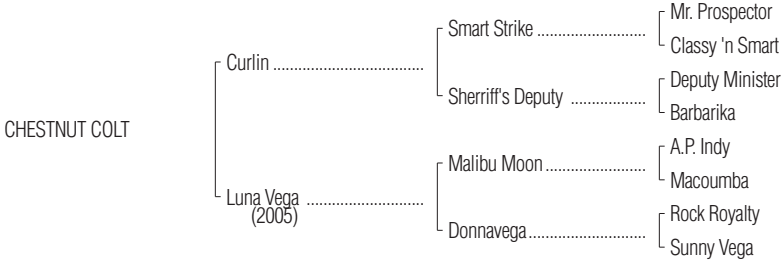 Mr. Prospector
Smart Strike ..........................
Classy 'n Smart
Curlin ...................................
Deputy Minister
Sherriff's Deputy ..................
Barbarika
CHESTNUT COLT
A.P. Indy
Malibu Moon ........................
Macoumba
Luna Vega ...........................
(2005)
Rock Royalty
Donnavega ............................
Sunny Vega